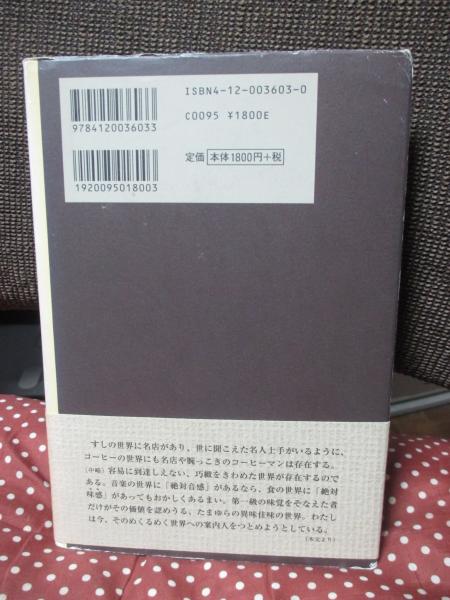 ISBN4-12-003603-0
C0095 ¥1800E
9784120036033
定価 本体1800円+税
1920095018003
すしの世界に名店があり、世に聞こえた名人上手がいるように、
コーヒーの世界にも名店や腕っこきのコーヒーマンは存在する。
(中略)容易に到達しえない、巧緻をきわめた世界が存在するので
ある。音楽の世界に「絶対音感」があるなら、食の世界に「絶対
味感」があってもおかしくあるまい。第一級の味覚をそなえた者
だけがその価値を認めうる、たまゆらの異味佳味の世界。わたし
は今、そのめくるめく世界への案内人をつとめようとしている。
(本文より)